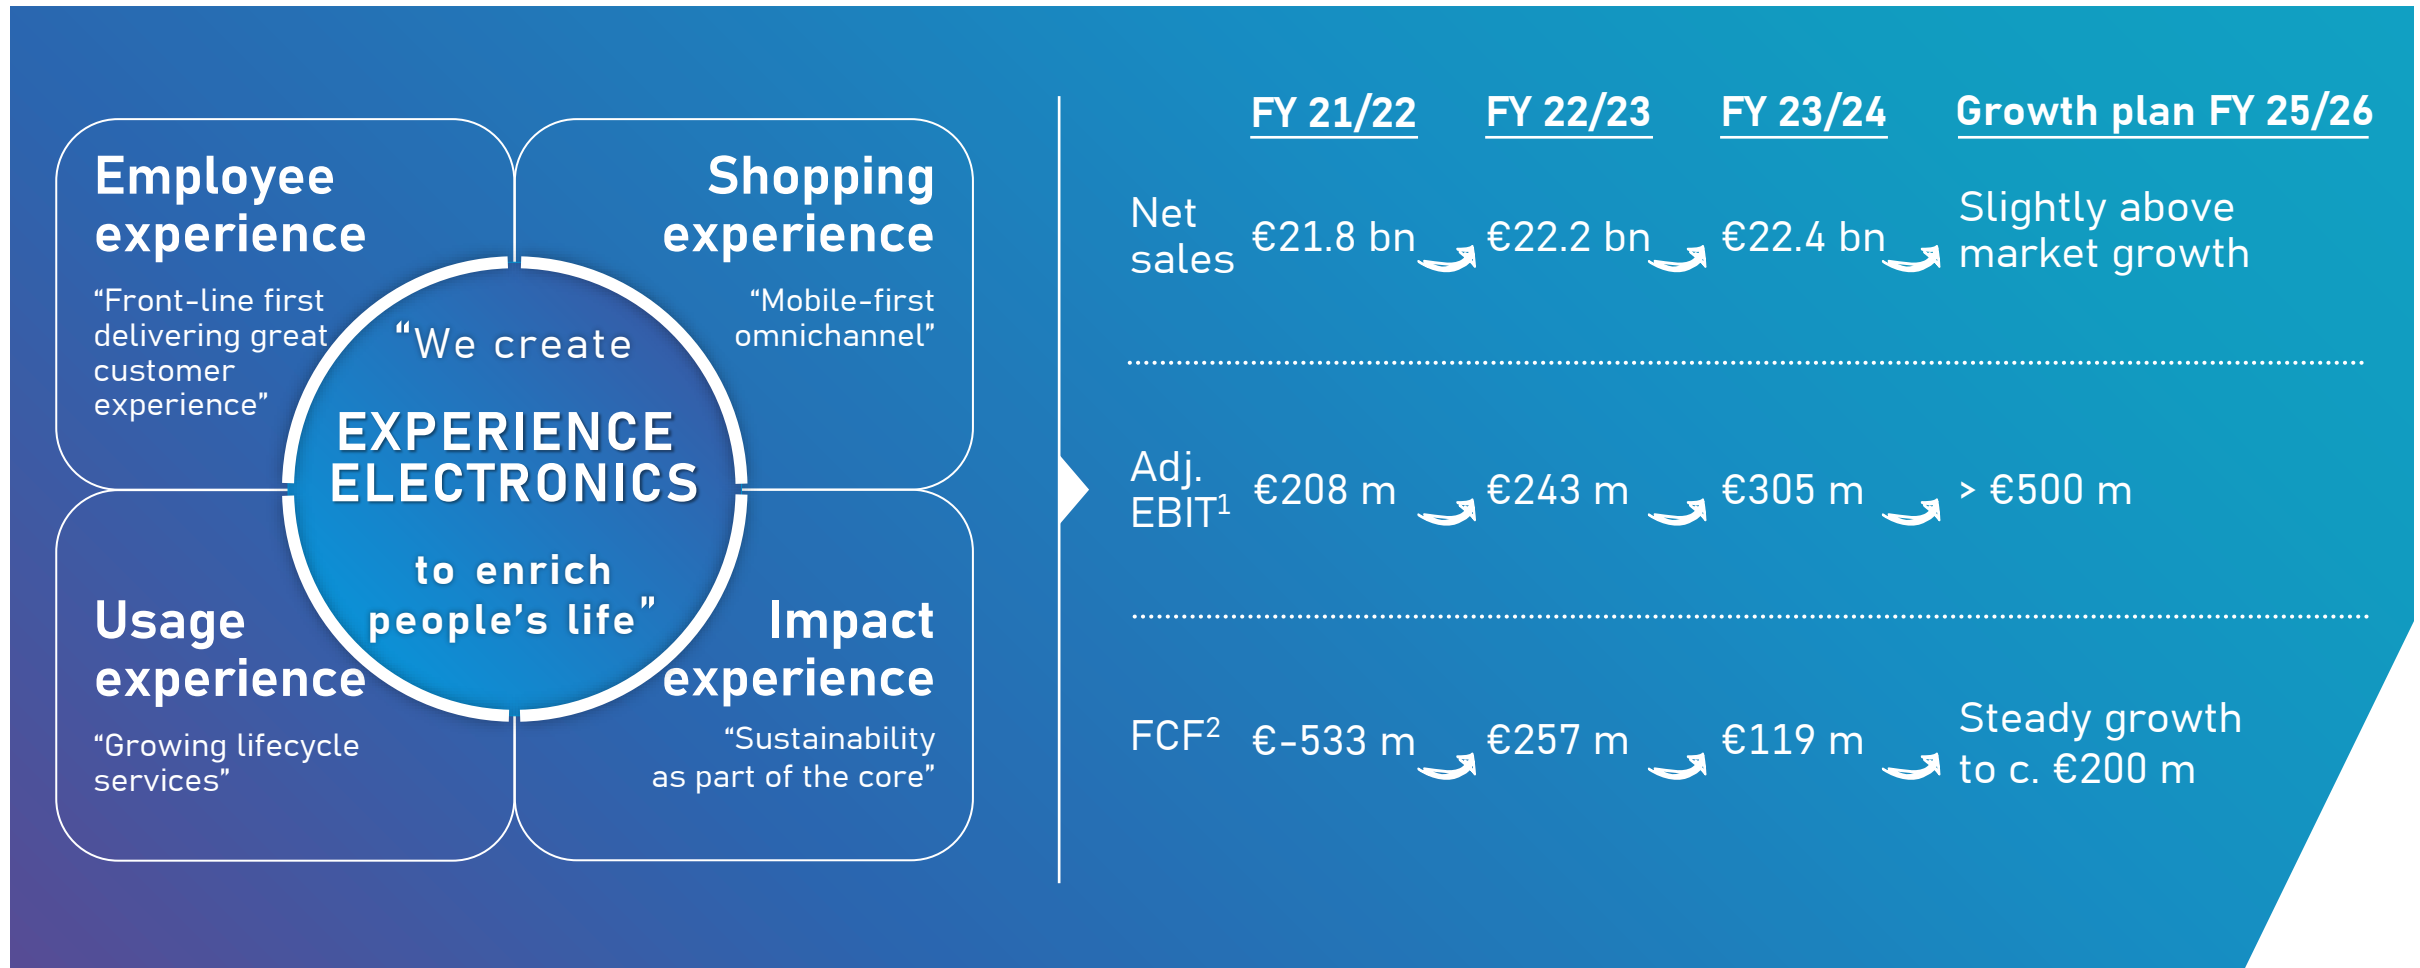 Employee
experience
“Front-line first
delivering great
customer
experience”
Shopping
experience
“Mobile-first
omnichannel”
“We create
EXPERIENCE
ELECTRONICS
to enrich
people’s life”
Usage
experience
“Growing lifecycle
services”
Impact
experience
“Sustainability
as part of the core”
FY 21/22 FY 22/23 FY 23/24 Growth plan FY 25/26
Net
sales
€21.8 bn €22.2 bn €22.4 bn
Slightly above
market growth
Adj.
EBIT¹
€208 m €243 m €305 m > €500 m
FCF² €-533 m €257 m €119 m
Steady growth
to c. €200 m